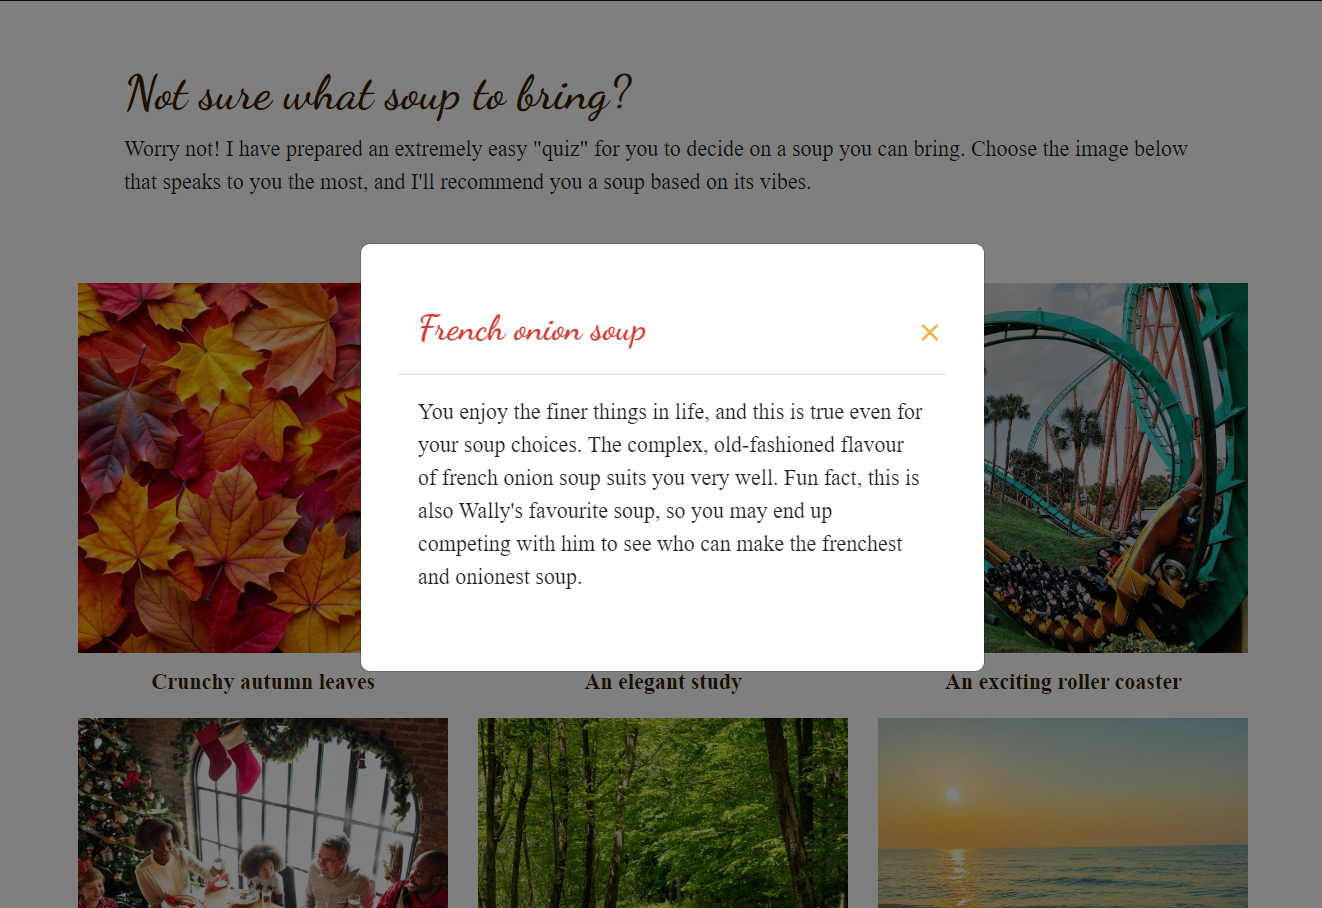 Not sure what soup to bring?
Worry not! I have prepared an extremely easy "quiz" for you to decide on a soup you can bring. Choose the image below
that speaks to you the most, and I'll recommend you a soup based on its vibes.
French onion soup
You enjoy the finer things in life, and this is true even for
your soup choices. The complex, old-fashioned flavour
of french onion soup suits you very well. Fun fact, this is
also Wally's favourite soup, so you may end up
competing with him to see who can make the frenchest
and onionest soup.
Crunchy autumn leaves
An elegant study
An exciting roller coaster